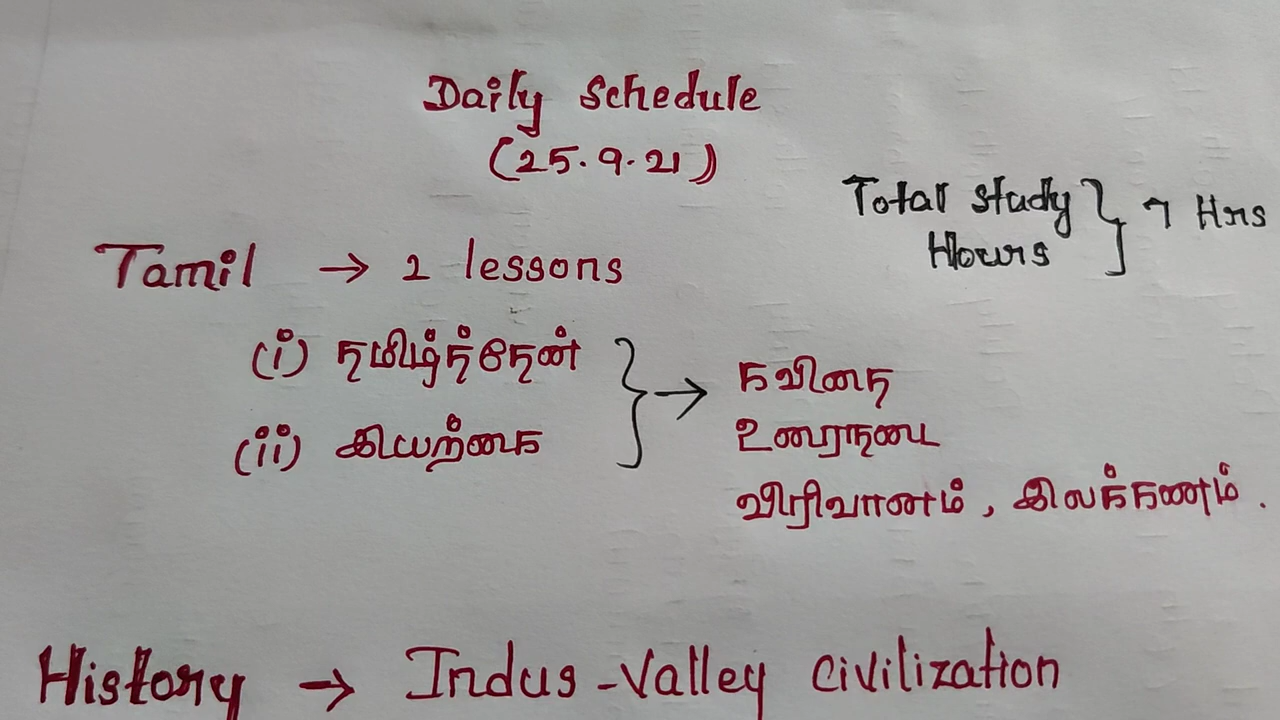 Daily Schedule
(25.9.21)
Total study Hours } 7 Hrs
Tamil → 2 lessons
(i) தமிழ்த்தேன்
(ii) இயற்கை
} → கவிதை
உரைநடை
விரிவானம் , இலக்கணம் .
History → Indus-Valley civilization